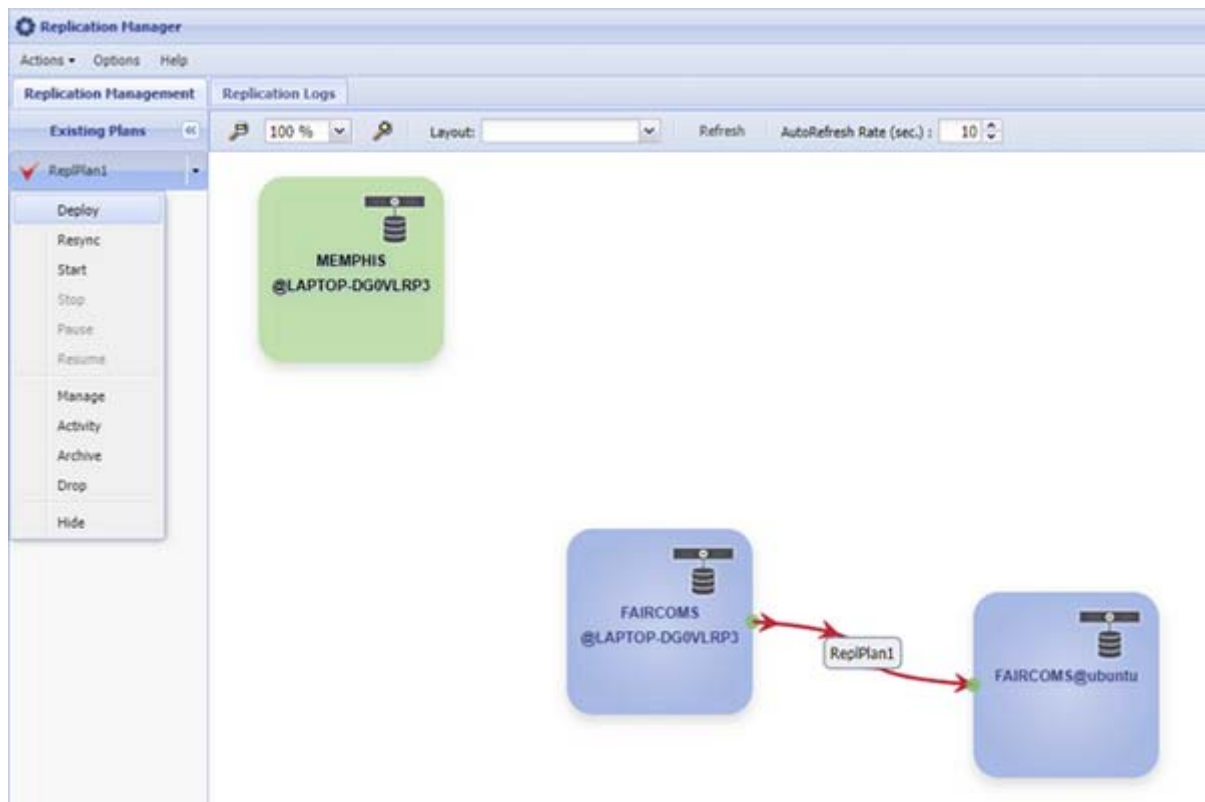 Replication Manager
Actions Options Help
Replication Management Replication Logs
Existing Plans 100 % Layout: Refresh AutoRefresh Rate (sec.) : 10
ReplPlan1
Deploy
Resync
Start
Stop
Pause
Resume
Manage
Activity
Archive
Drop
Hide
MEMPHIS
@LAPTOP-DG0VLRP3
FAIRCOMS
@LAPTOP-DG0VLRP3
ReplPlan1
FAIRCOMS@ubuntu